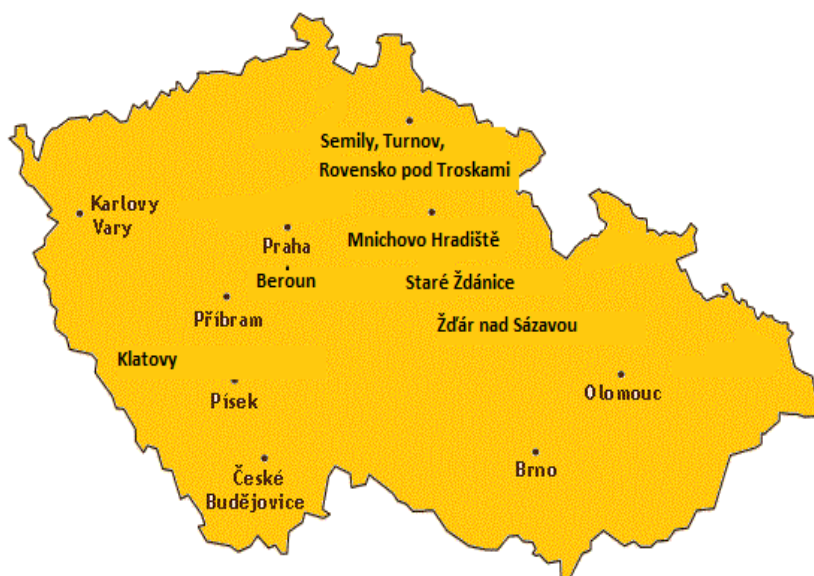 Semily, Turnov,
Rovensko pod Troskami
Karlovy
Vary
Praha
Mnichovo Hradiště
Beroun
Staré Ždánice
Příbram
Žďár nad Sázavou
Klatovy
Písek
Olomouc
Brno
České
Budějovice